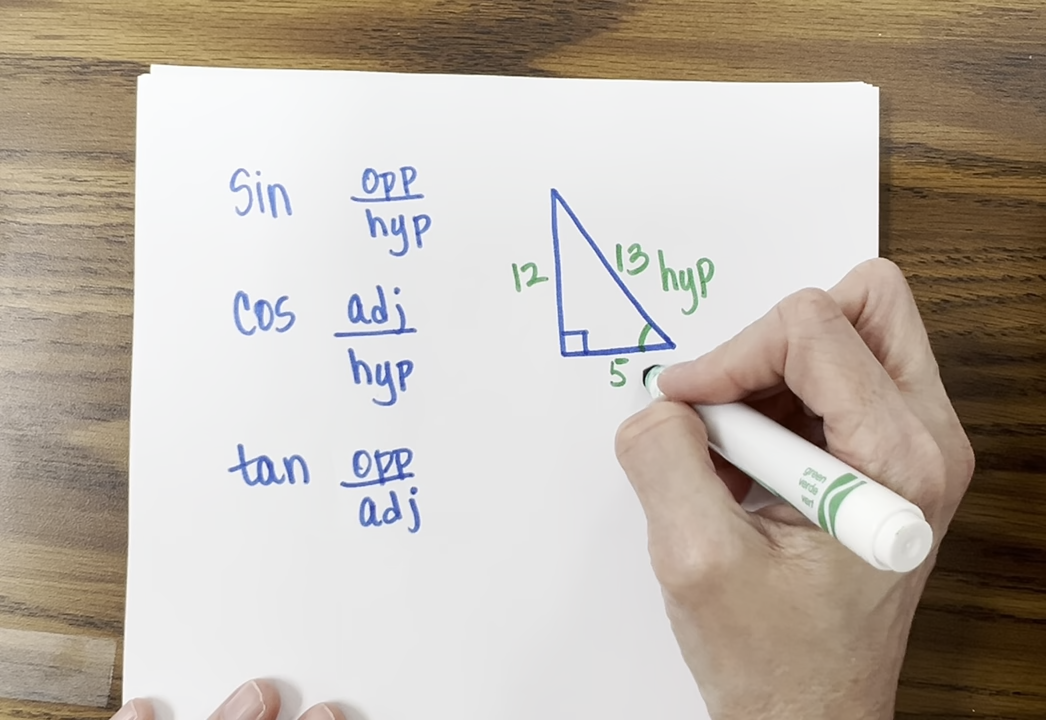 Sin opp
hyp
cos adj
hyp
tan opp
adj
12
13 hyp
5
green
verde
vert